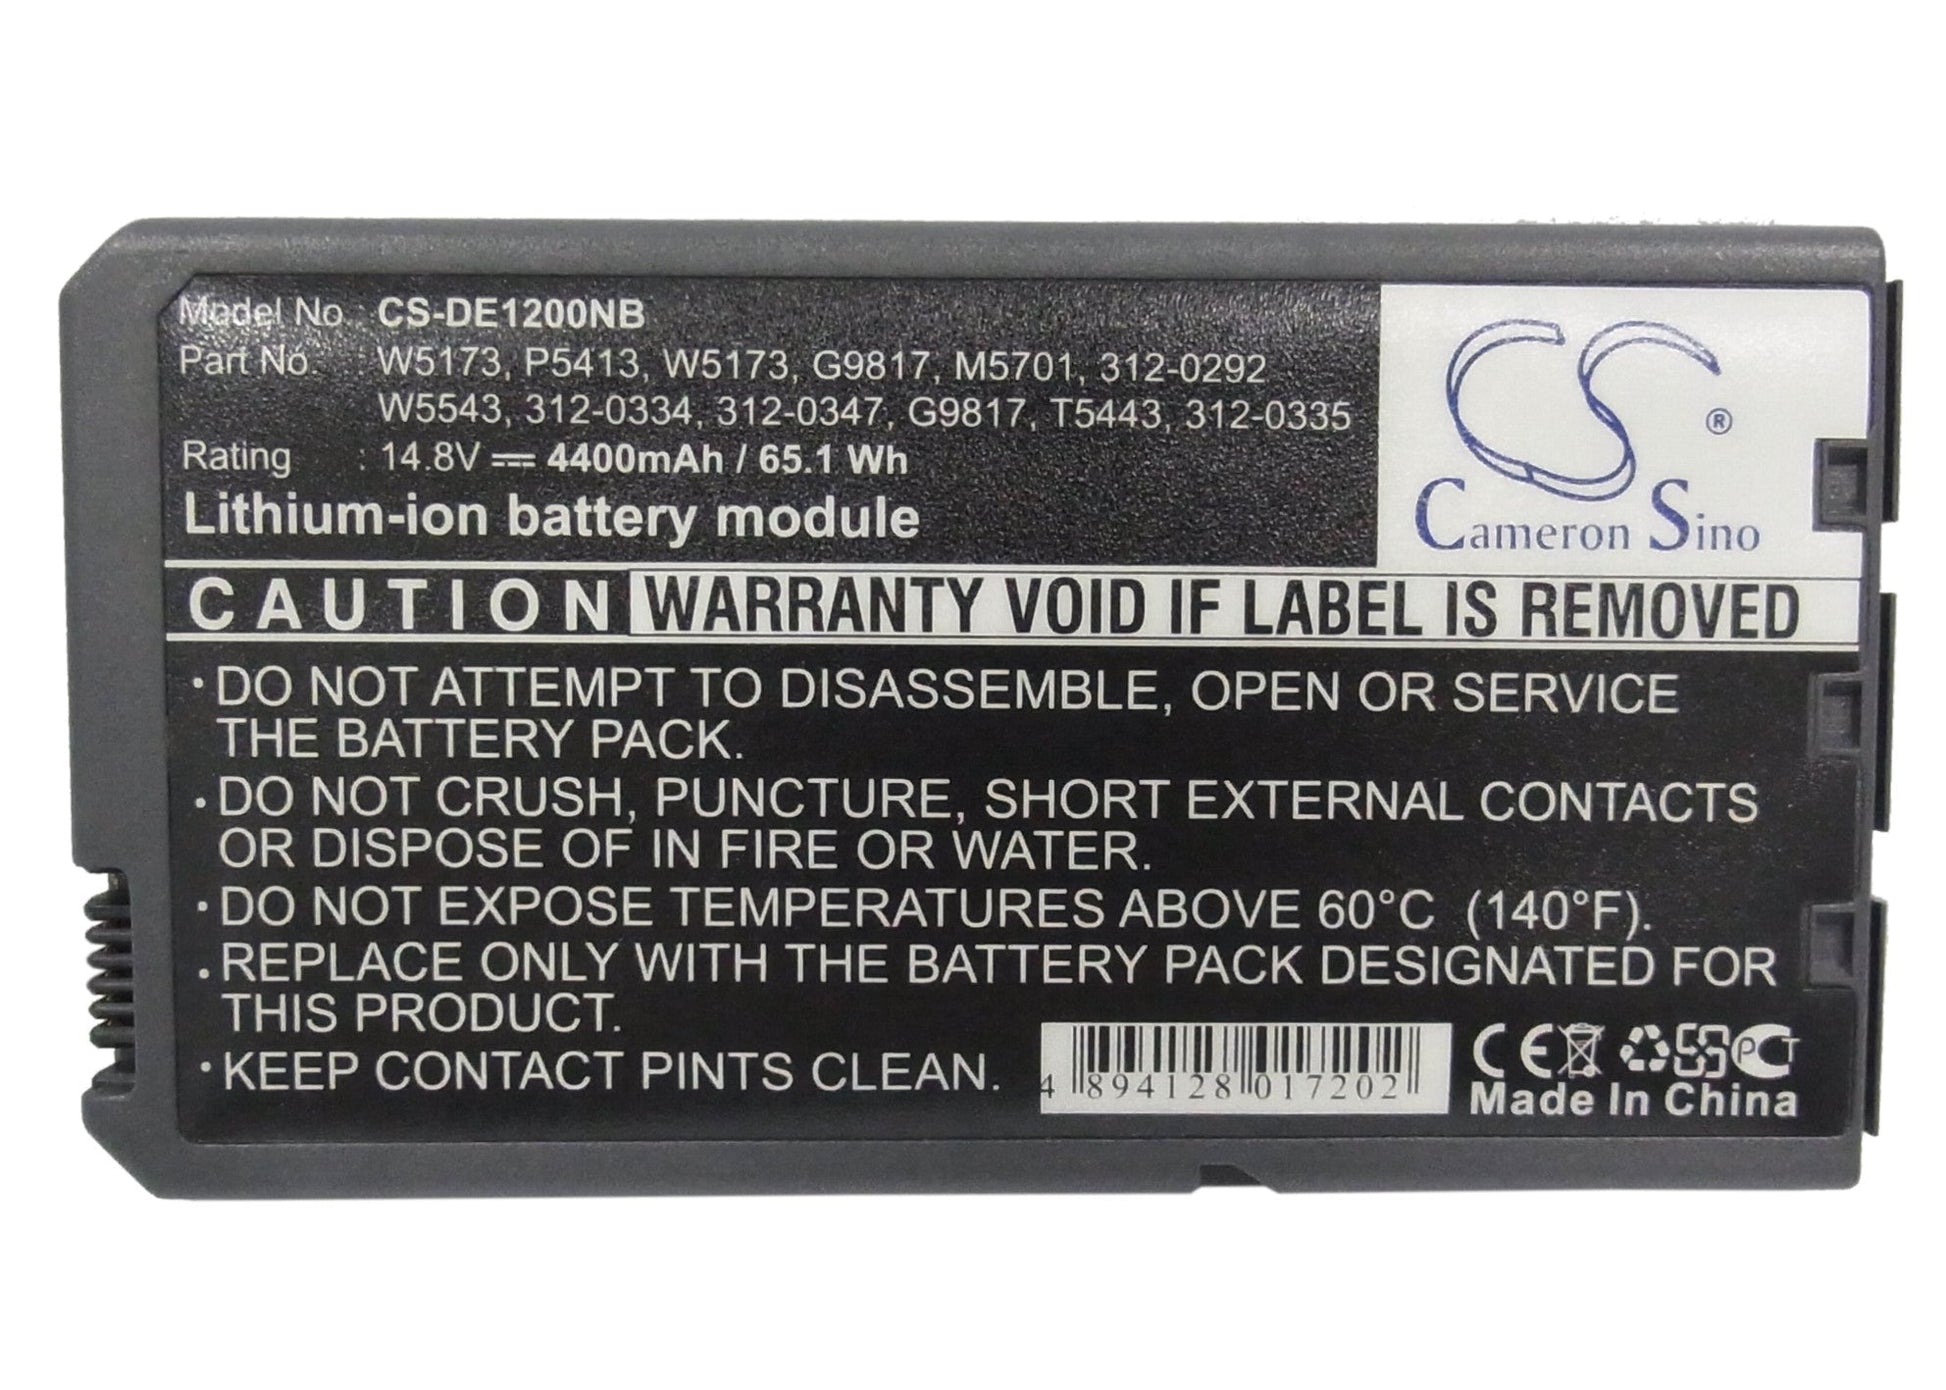 Model No : CS-DE1200NB
Part No. : W5173, P5413, W5173, G9817, M5701, 312-0292
W5543, 312-0334, 312-0347, G9817, T5443, 312-0335
Rating : 14.8V 4400mAh / 65.1 Wh
Lithium-ion battery module
CS ®
Cameron Sino
CAUTION WARRANTY VOID IF LABEL IS REMOVED
· DO NOT ATTEMPT TO DISASSEMBLE, OPEN OR SERVICE
THE BATTERY PACK.
· DO NOT CRUSH, PUNCTURE, SHORT EXTERNAL CONTACTS
OR DISPOSE OF IN FIRE OR WATER.
· DO NOT EXPOSE TEMPERATURES ABOVE 60°C (140°F).
· REPLACE ONLY WITH THE BATTERY PACK DESIGNATED FOR
THIS PRODUCT.
· KEEP CONTACT PINTS CLEAN.
4 894128 017202
CE PCT
Made In China